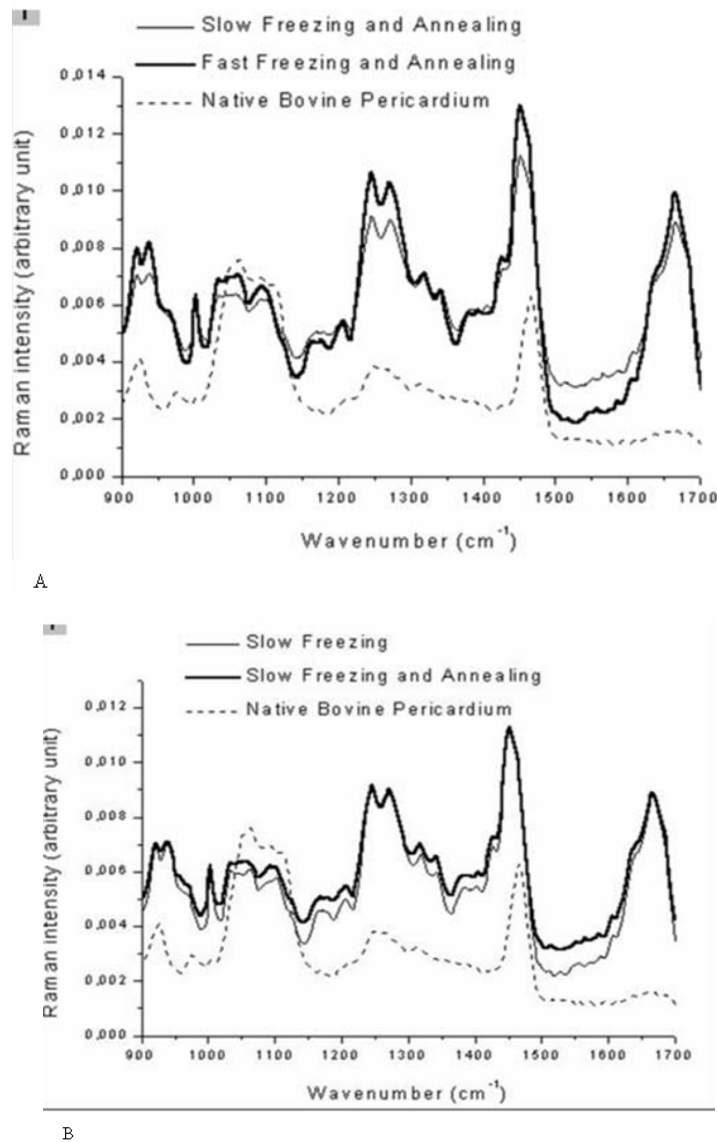 Slow Freezing and Annealing
Fast Freezing and Annealing
Native Bovine Pericardium
Raman intensity (arbitrary unit)
0,014
0,012
0,010
0,008
0,006
0,004
0,002
0,000
900 1000 1100 1200 1300 1400 1500 1600 1700
Wavenumber (cm⁻¹)
A
Slow Freezing
Slow Freezing and Annealing
Native Bovine Pericardium
Raman intensity (arbitrary unit)
0,012
0,010
0,008
0,006
0,004
0,002
0,000
900 1000 1100 1200 1300 1400 1500 1600 1700
Wavenumber (cm⁻¹)
B